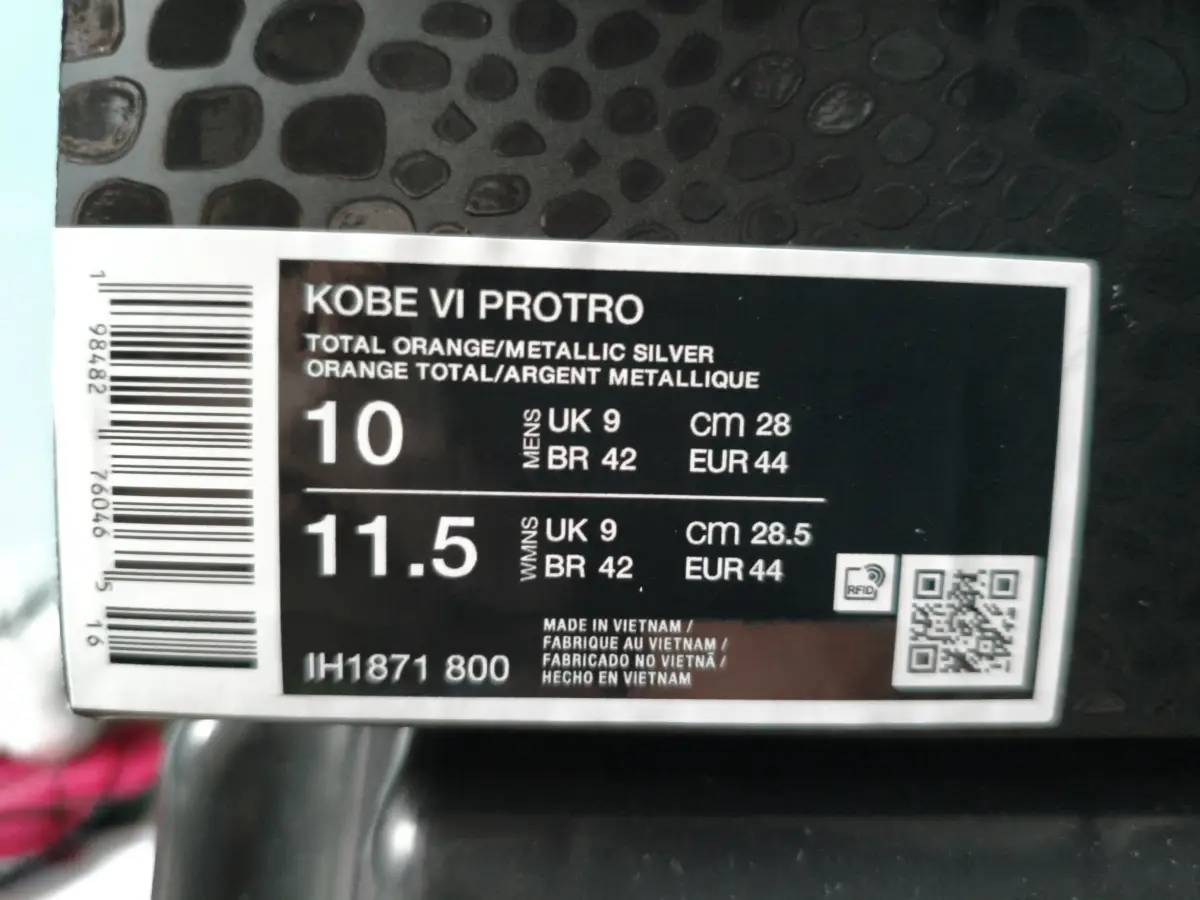 1 98482 76046 5 16
KOBE VI PROTRO
TOTAL ORANGE/METALLIC SILVER
ORANGE TOTAL/ARGENT METALLIQUE
10 MENS UK 9 cm 28
BR 42 EUR 44
11.5 WMNS UK 9 cm 28.5
BR 42 EUR 44
RFID
MADE IN VIETNAM /
FABRIQUE AU VIETNAM /
FABRICADO NO VIETNÃ /
HECHO EN VIETNAM
IH1871 800